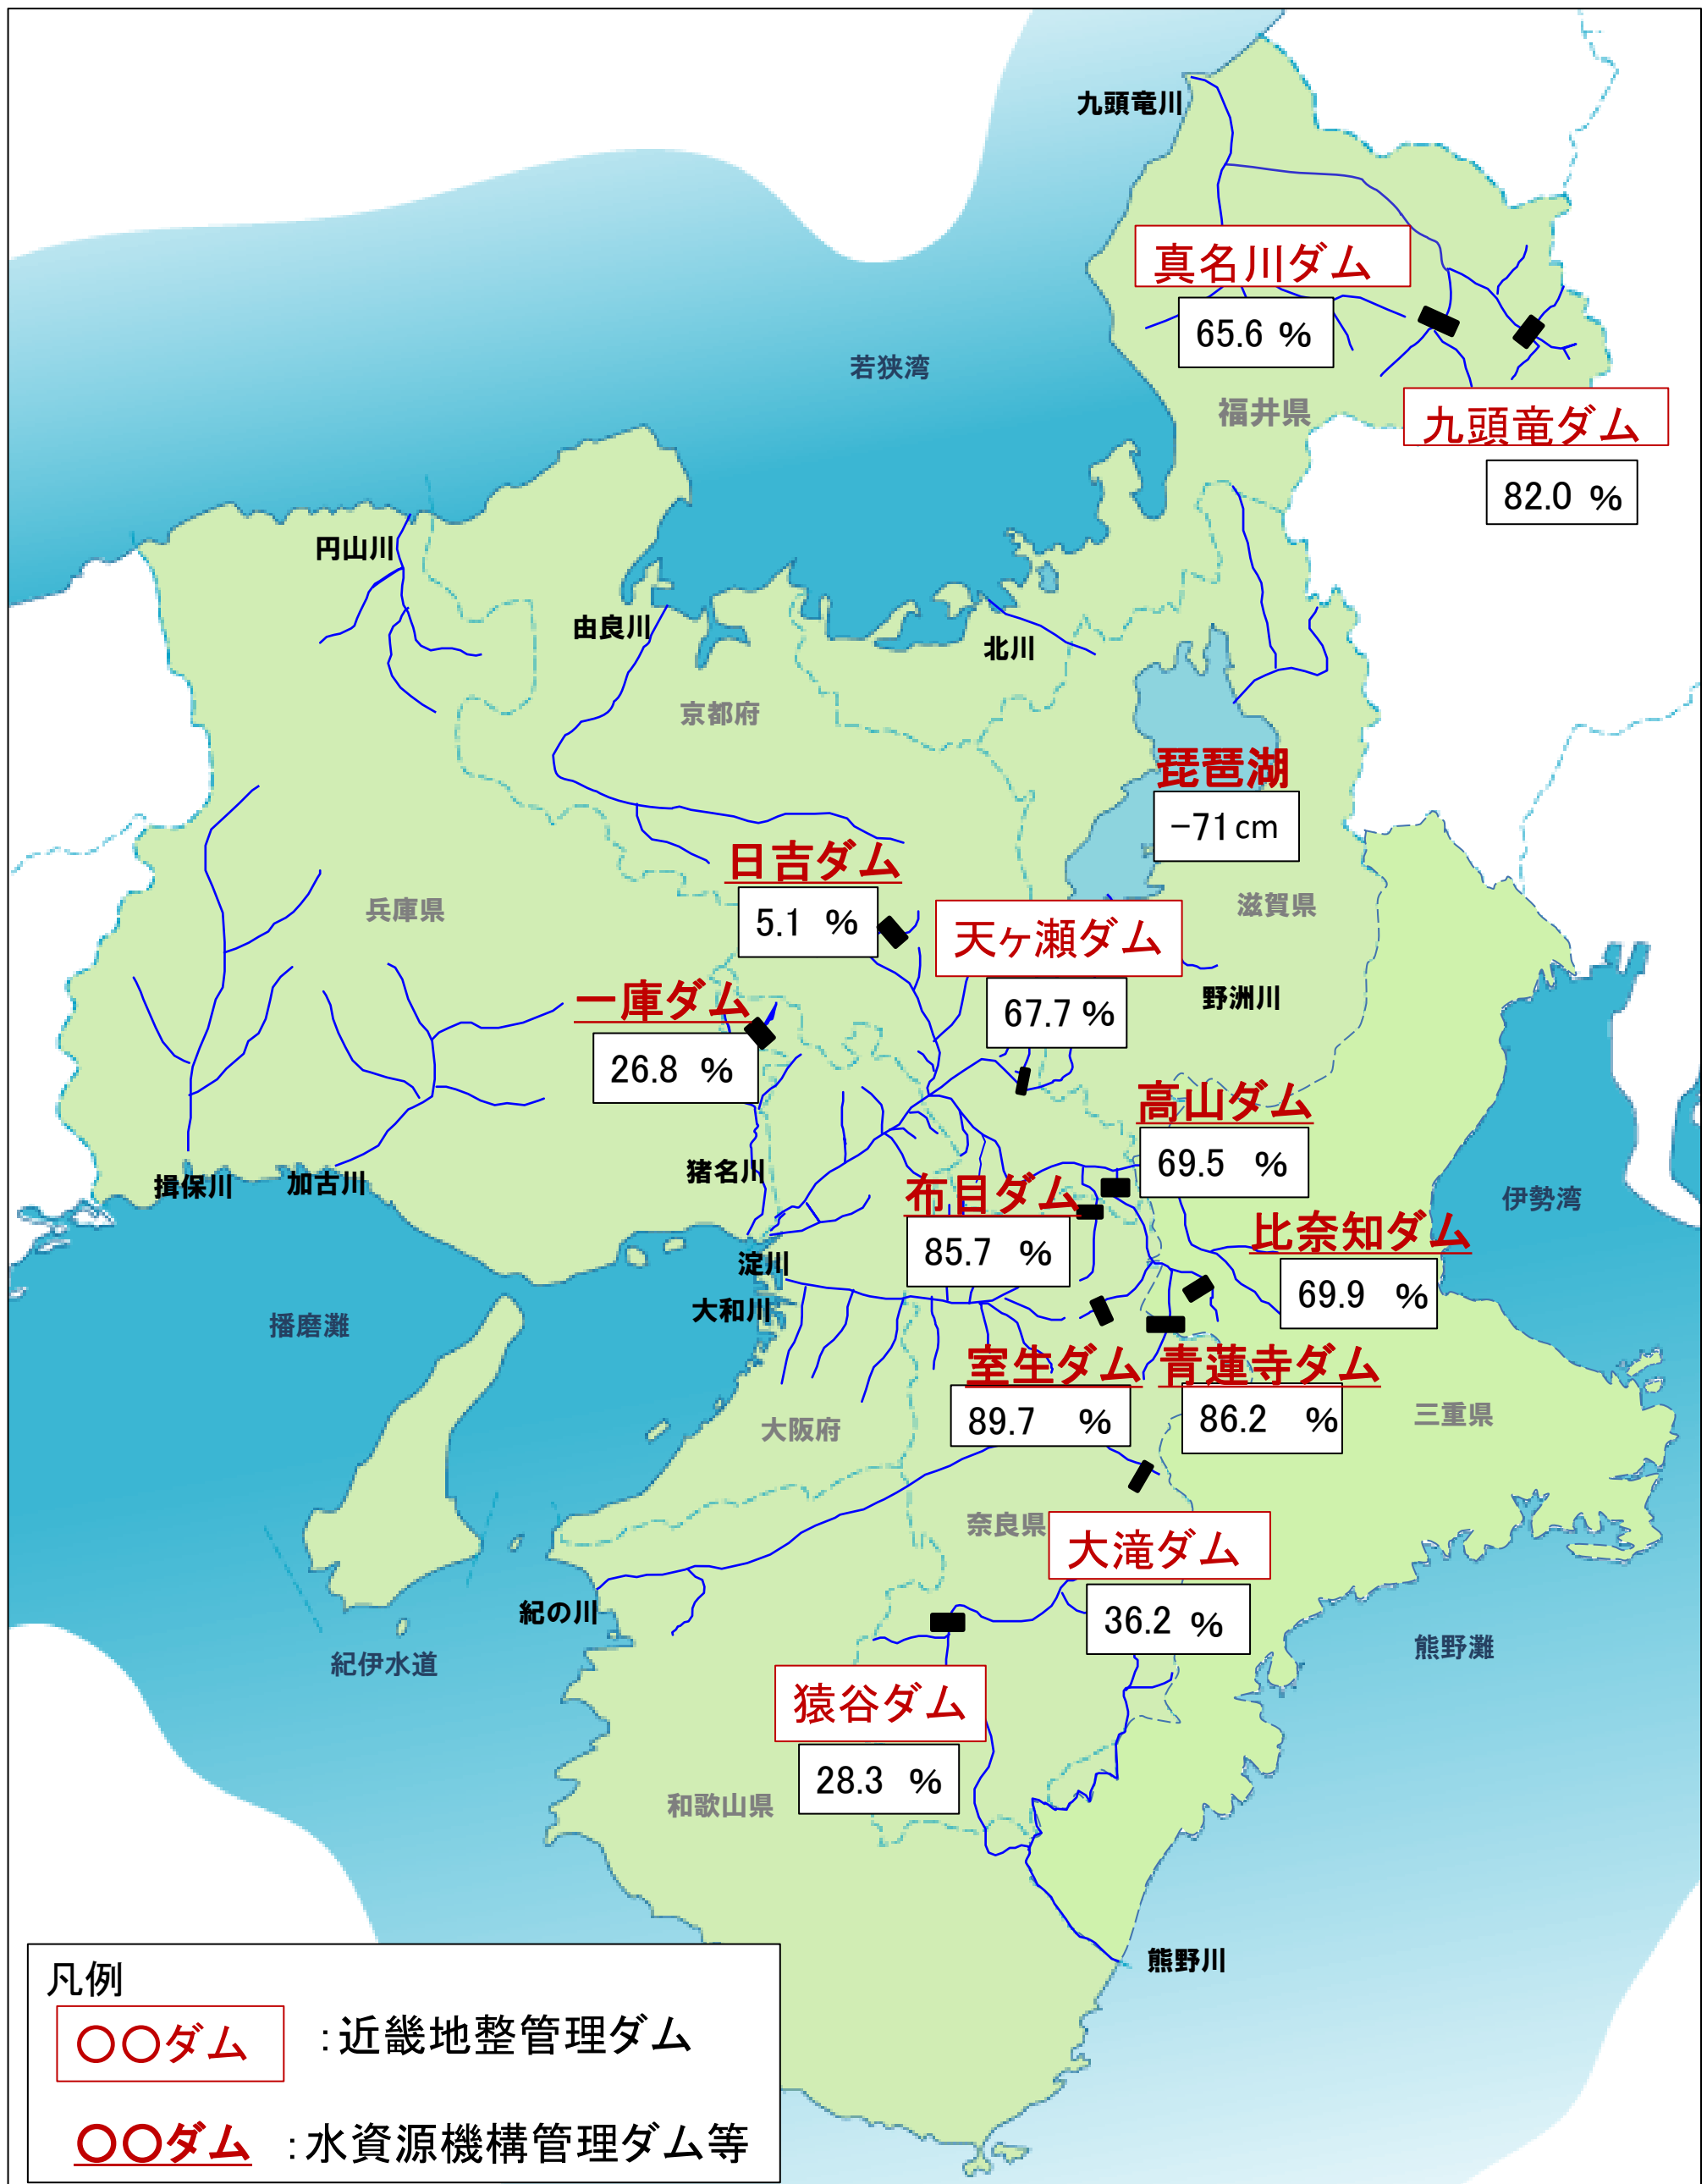 九頭竜川
真名川ダム
65.6 %
若狭湾
福井県
九頭竜ダム
82.0 %
円山川
由良川
北川
京都府
琵琶湖
-71cm
日吉ダム
5.1 %
兵庫県
滋賀県
天ヶ瀬ダム
67.7%
野洲川
一庫ダム
26.8 %
高山ダム
69.5 %
猪名川
揖保川
加古川
布目ダム
85.7 %
伊勢湾
比奈知ダム
69.9 %
淀川
大和川
播磨灘
室生ダム
89.7 %
青蓮寺ダム
86.2 %
大阪府
三重県
奈良県
大滝ダム
36.2 %
紀の川
紀伊水道
熊野灘
猿谷ダム
28.3 %
和歌山県
熊野川
凡例
〇〇ダム :近畿地整管理ダム
〇〇ダム :水資源機構管理ダム等